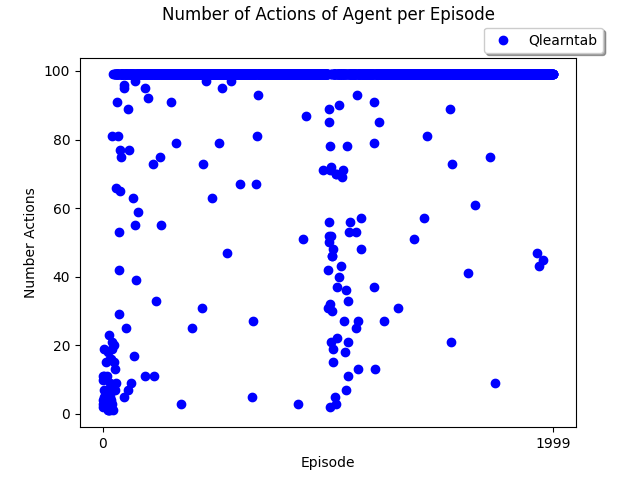 Number of Actions of Agent per Episode
Qlearntab
100
80
60
40
20
0
Number Actions
0
1999
Episode